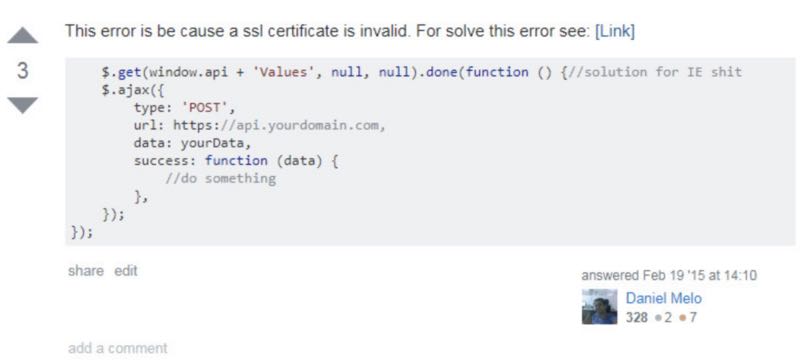 This error is be cause a ssl certificate is invalid. For solve this error see: [Link]
3
$.get(window.api + 'Values', null, null).done(function () {//solution for IE shit
$.ajax({
type: 'POST',
url: https://api.yourdomain.com,
data: yourData,
success: function (data) {
//do something
},
});
});
share edit
answered Feb 19 '15 at 14:10
Daniel Melo
328 2 7
add a comment